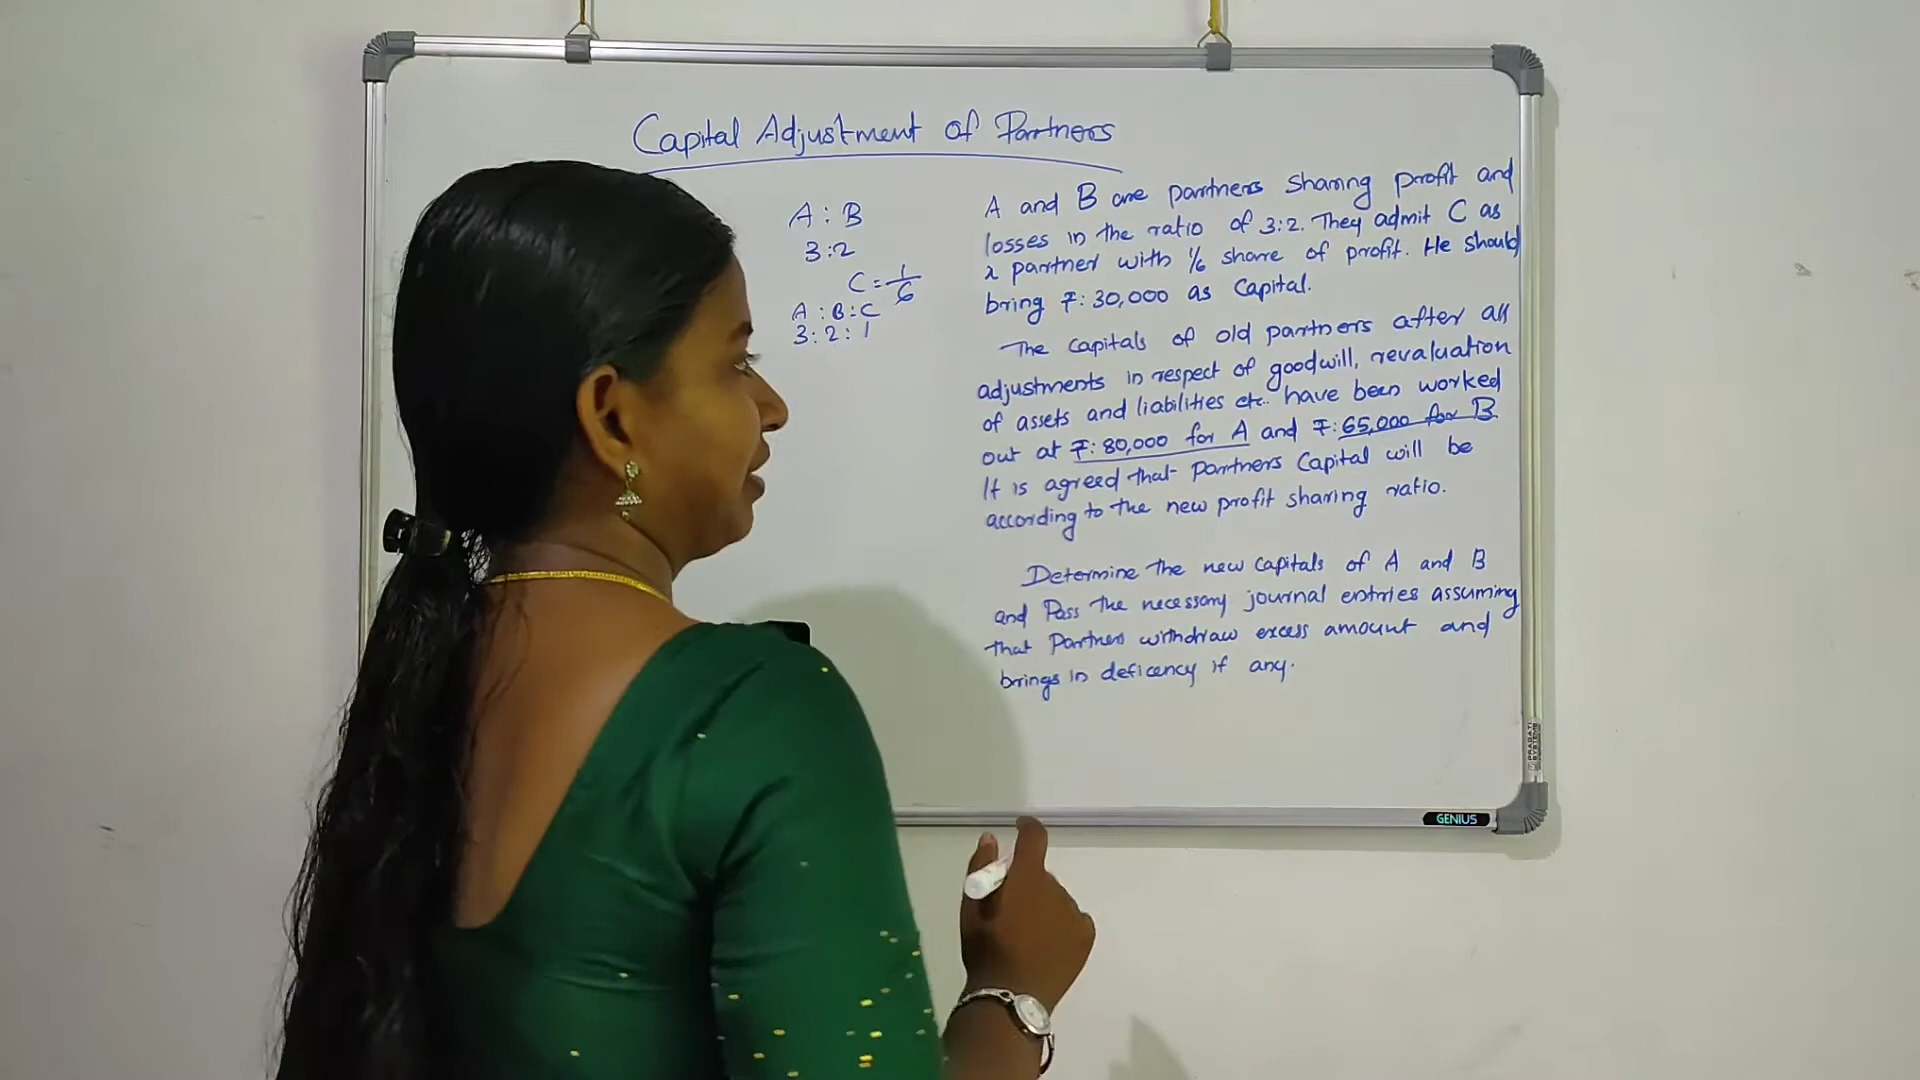 Capital Adjustment of Partners
A : B
3:2
C = 1/6
A : B : C
3 : 2 : 1
A and B are partners sharing profit and
losses in the ratio of 3:2. They admit C as
a partner with 1/6 share of profit. He should
bring ₹: 30,000 as Capital.
The capitals of old partners after all
adjustments in respect of goodwill, revaluation
of assets and liabilities etc.. have been worked
out at ₹: 80,000 for A and ₹: 65,000 for B
It is agreed that partners Capital will be
according to the new profit sharing ratio.
Determine the new capitals of A and B
and Pass the necessary journal entries assuming
that Partners withdraw excess amount and
brings in deficency if any.
PRAGATI SYSTEMS
GENIUS